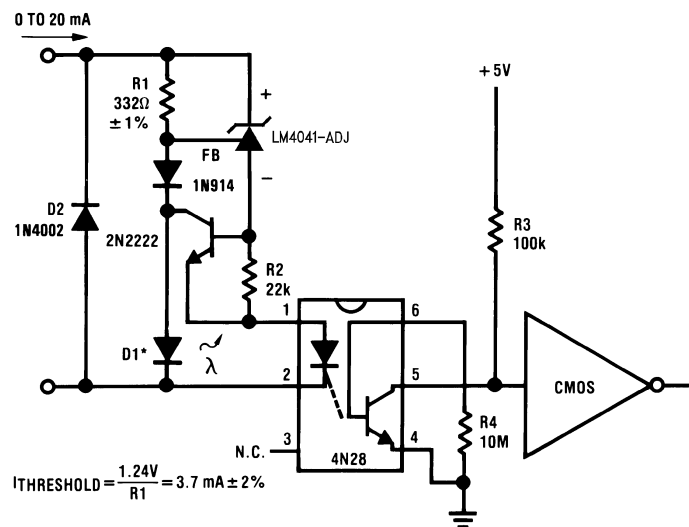 0 TO 20 mA
R1
332Ω
±1%
+
LM4041-ADJ
FB
−
1N914
D2
1N4002
2N2222
R2
22k
+5V
R3
100k
1
6
D1*
λ
2
5
CMOS
N.C.
3
4
R4
10M
4N28
ITHRESHOLD = 1.24V / R1 = 3.7 mA ± 2%